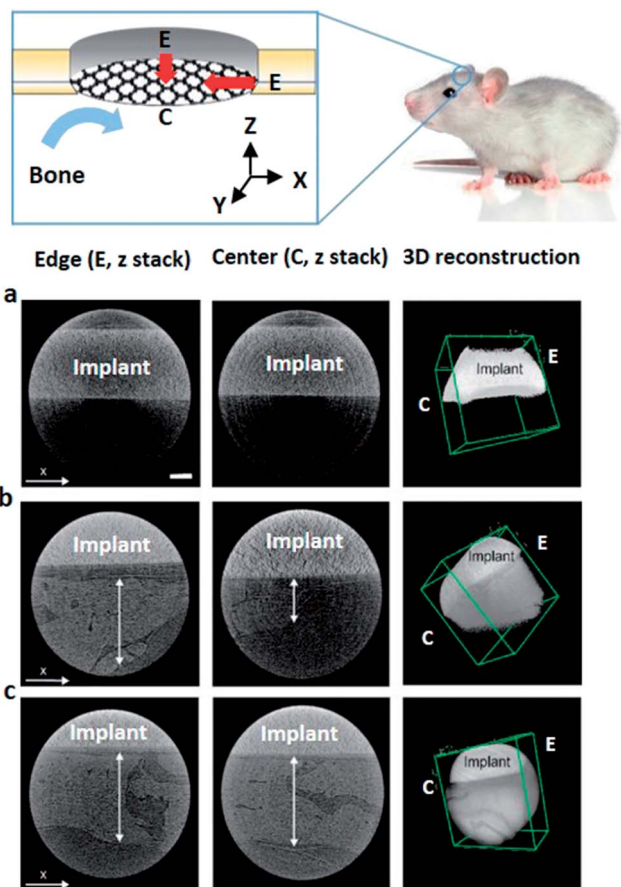 E
E
C
Bone
Z
X
Y
Edge (E, z stack) Center (C, z stack) 3D reconstruction
a
Implant
Implant
Implant
E
C
x
b
Implant
Implant
Implant
E
C
x
c
Implant
Implant
Implant
E
C
x